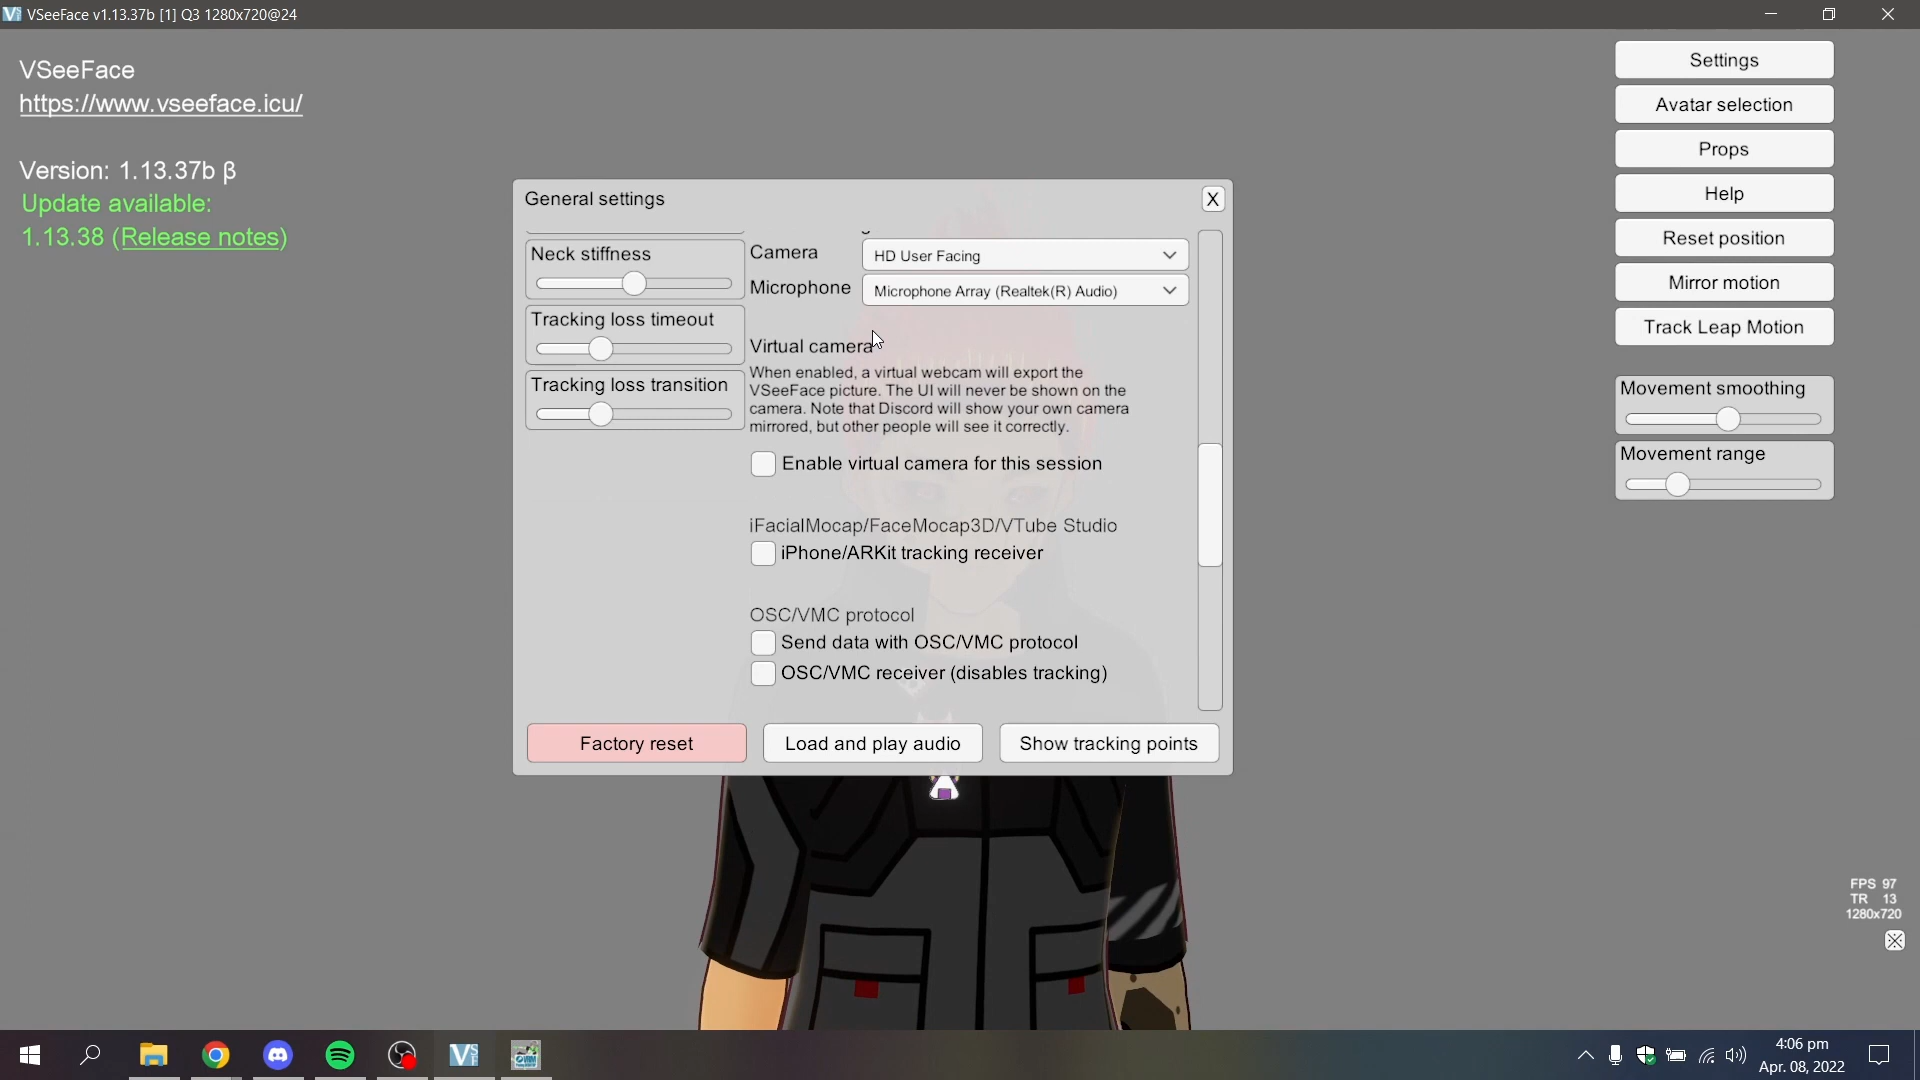 VSeeFace v1.13.37b [1] Q3 1280x720@24
VSeeFace
https://www.vseeface.icu/
Version: 1.13.37b β
Update available:
1.13.38 (Release notes)
General settings
X
Neck stiffness
Tracking loss timeout
Tracking loss transition
Camera
HD User Facing
Microphone
Microphone Array (Realtek(R) Audio)
Virtual camera
When enabled, a virtual webcam will export the
VSeeFace picture. The UI will never be shown on the
camera. Note that Discord will show your own camera
mirrored, but other people will see it correctly.
Enable virtual camera for this session
iFacialMocap/FaceMocap3D/VTube Studio
iPhone/ARKit tracking receiver
OSC/VMC protocol
Send data with OSC/VMC protocol
OSC/VMC receiver (disables tracking)
Factory reset
Load and play audio
Show tracking points
Settings
Avatar selection
Props
Help
Reset position
Mirror motion
Track Leap Motion
Movement smoothing
Movement range
FPS 97
TR 13
1280x720
4:06 pm
Apr. 08, 2022